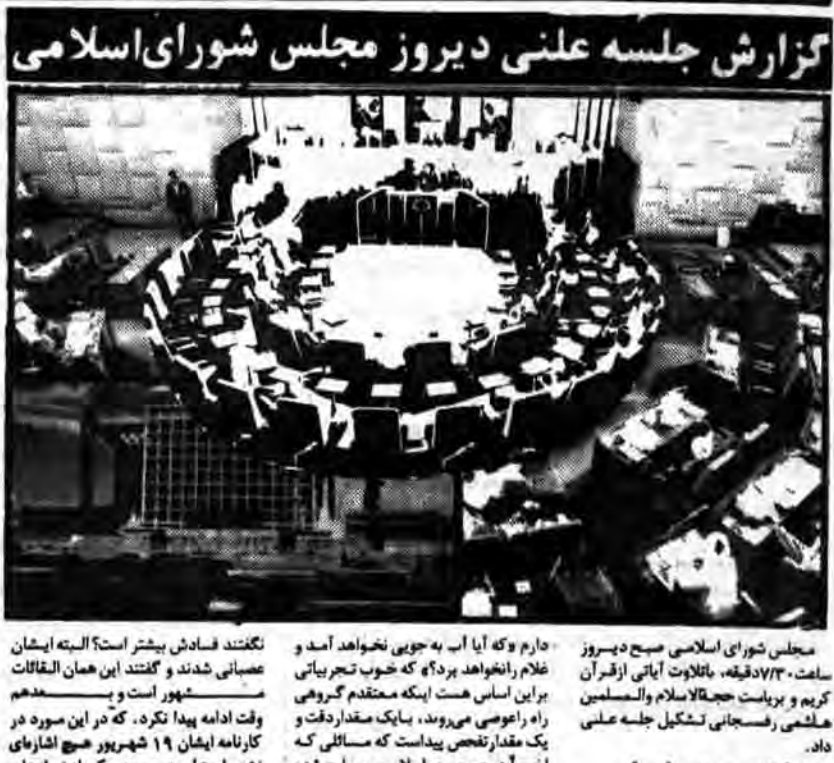 گزارش جلسه علنی دیروز مجلس شورای‌اسلامی
مجلس شورای اسلامی صبح دیروز
ساعت ۷/۳۰دقیقه، باتلاوت آیاتی ازقرآن
کریم و بریاست حجةالاسلام والمسلمین
هاشمی رفسنجانی تشکیل جلسه علنی
داد.
دارم وکه آیا آب به جویی نخواهد آمد و
غلام رانخواهد برد؟» که خوب تجربیاتی
براین اساس هست اینکه معتقدم گروهی
راه راعوضی می‌روند، بایک مقداردقت و
یک مقدارتفحص پیداست که مسائلی که
نگفتند فسادش بیشتر است؟ البته ایشان
عصبانی شدند و گفتند این همان القائات
مشهور است و بعدهم
وقت ادامه پیدا نکرد. که در این مورد در
کارنامه ایشان ۱۹ شهریور هیچ اشاره‌ای